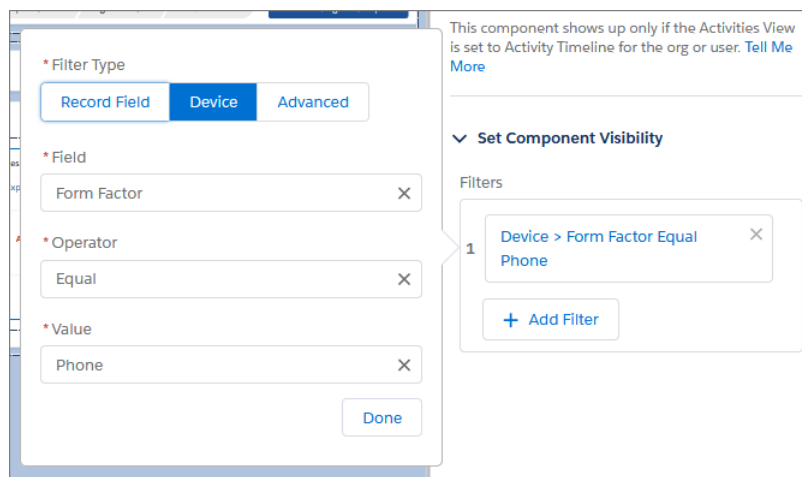 This component shows up only if the Activities View
is set to Activity Timeline for the org or user. Tell Me
More
* Filter Type
Record Field
Device
Advanced
* Field
Form Factor
* Operator
Equal
* Value
Phone
Done
Set Component Visibility
Filters
1
Device > Form Factor Equal
Phone
+ Add Filter